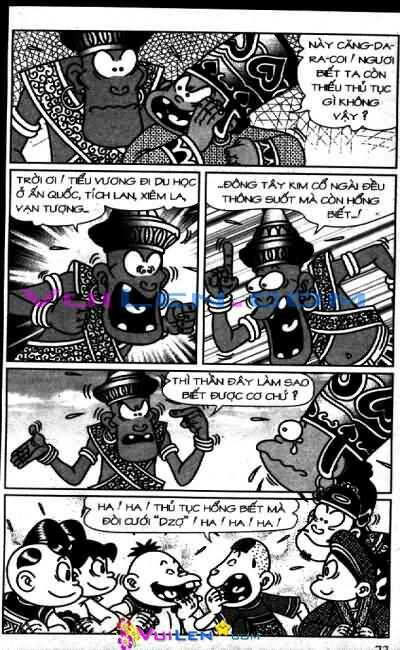 NÀY CĂNG-DA-
RA-COI! NGƯƠI
BIẾT TA CÒN
THIẾU THỦ TỤC
GÌ KHÔNG
VẬY?
TRỜI ƠI! TIỂU VƯƠNG ĐI DU HỌC
Ở ẤN QUỐC, TÍCH LAN, XIÊM LA,
VẠN TƯỢNG...
...ĐÔNG TÂY KIM CỔ NGÀI ĐỀU
THÔNG SUỐT MÀ CÒN HỔNG
BIẾT...!
VUILEN.COM
THÌ THẦN ĐÂY LÀM SAO
BIẾT ĐƯỢC CƠ CHỨ?
HA! HA! THỦ TỤC HỔNG BIẾT MÀ
ĐÒI CƯỚI "DZỢ"! HA! HA! HA!
VUILEN.COM